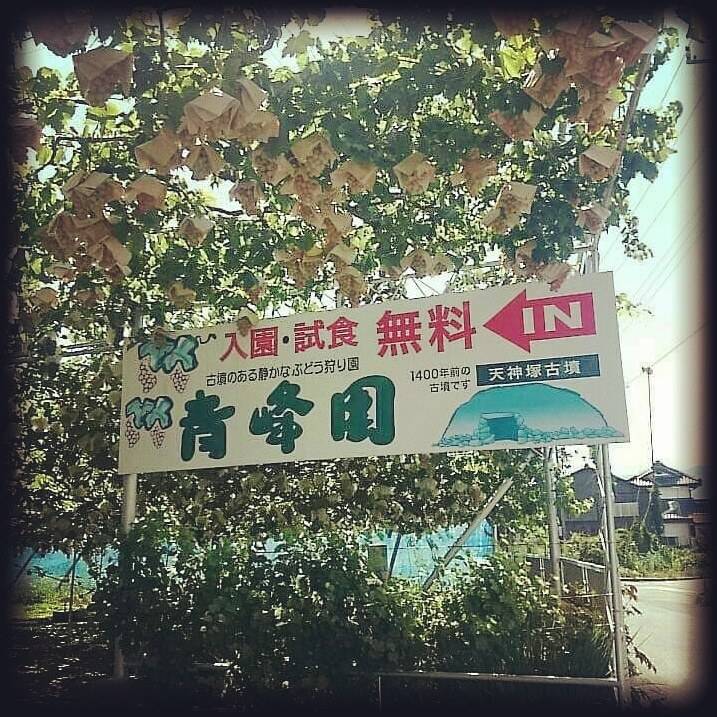 入園・試食 無料 IN
古墳のある静かなぶどう狩り園
青峰園
1400年前の
古墳です
天神塚古墳